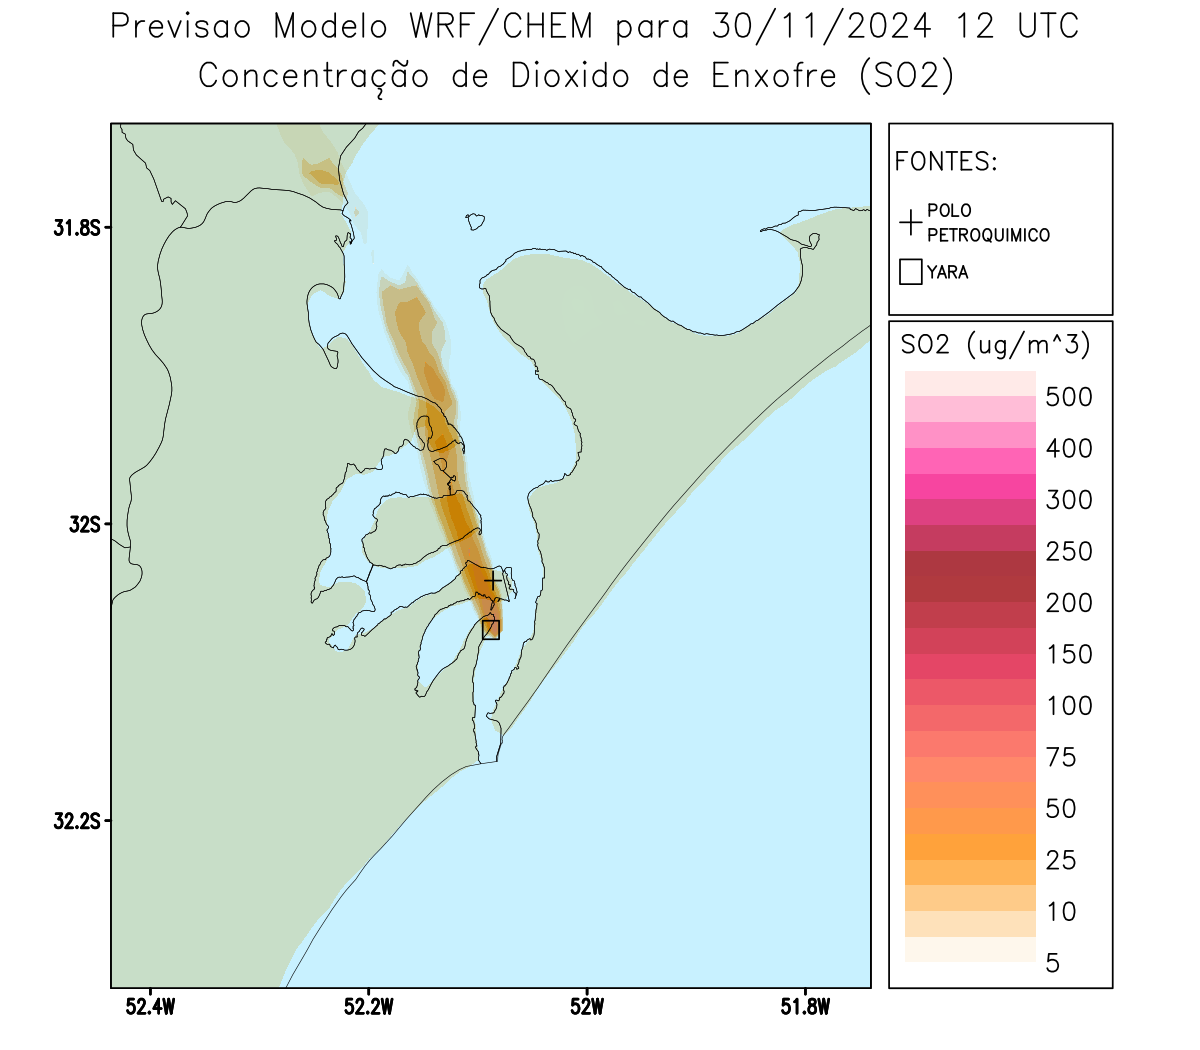 Previsao Modelo WRF/CHEM para 30/11/2024 12 UTC
Concentração de Dioxido de Enxofre (SO2)
FONTES:
POLO
PETROQUIMICO
YARA
SO2 (ug/m^3)
500
400
300
250
200
150
100
75
50
25
10
5
31.8S
32S
32.2S
52.4W
52.2W
52W
51.8W